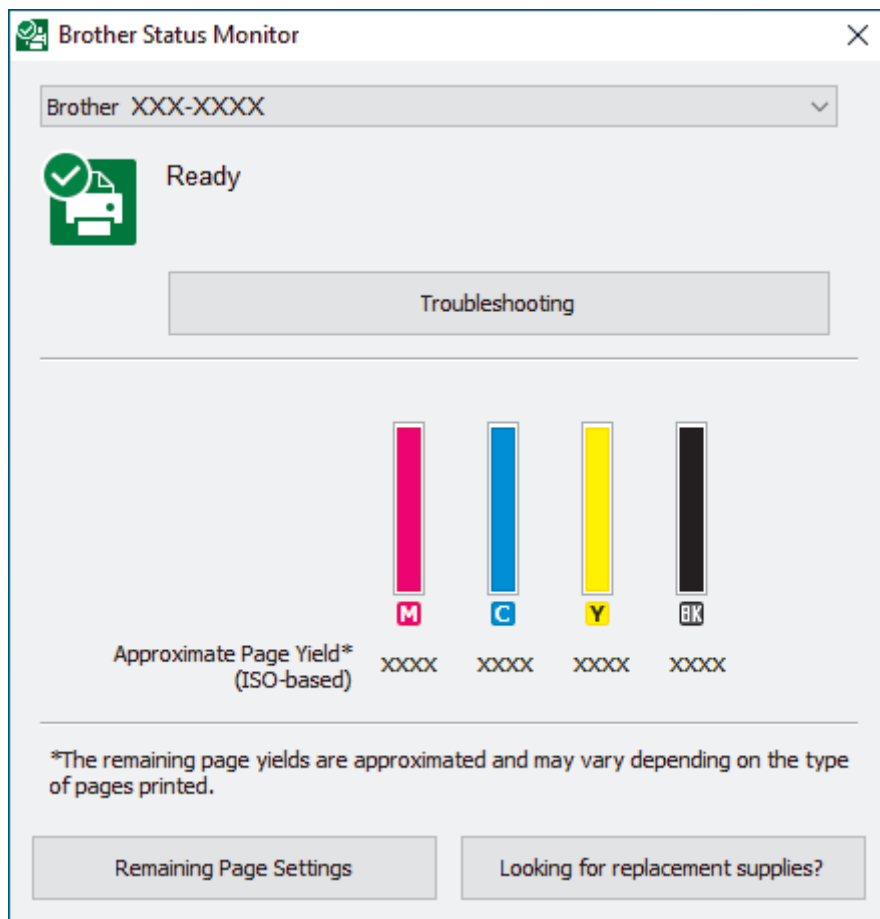 Brother Status Monitor
Brother XXX-XXXX
Ready
Troubleshooting
M C Y BK
Approximate Page Yield* XXXX XXXX XXXX XXXX
(ISO-based)
*The remaining page yields are approximated and may vary depending on the type
of pages printed.
Remaining Page Settings Looking for replacement supplies?